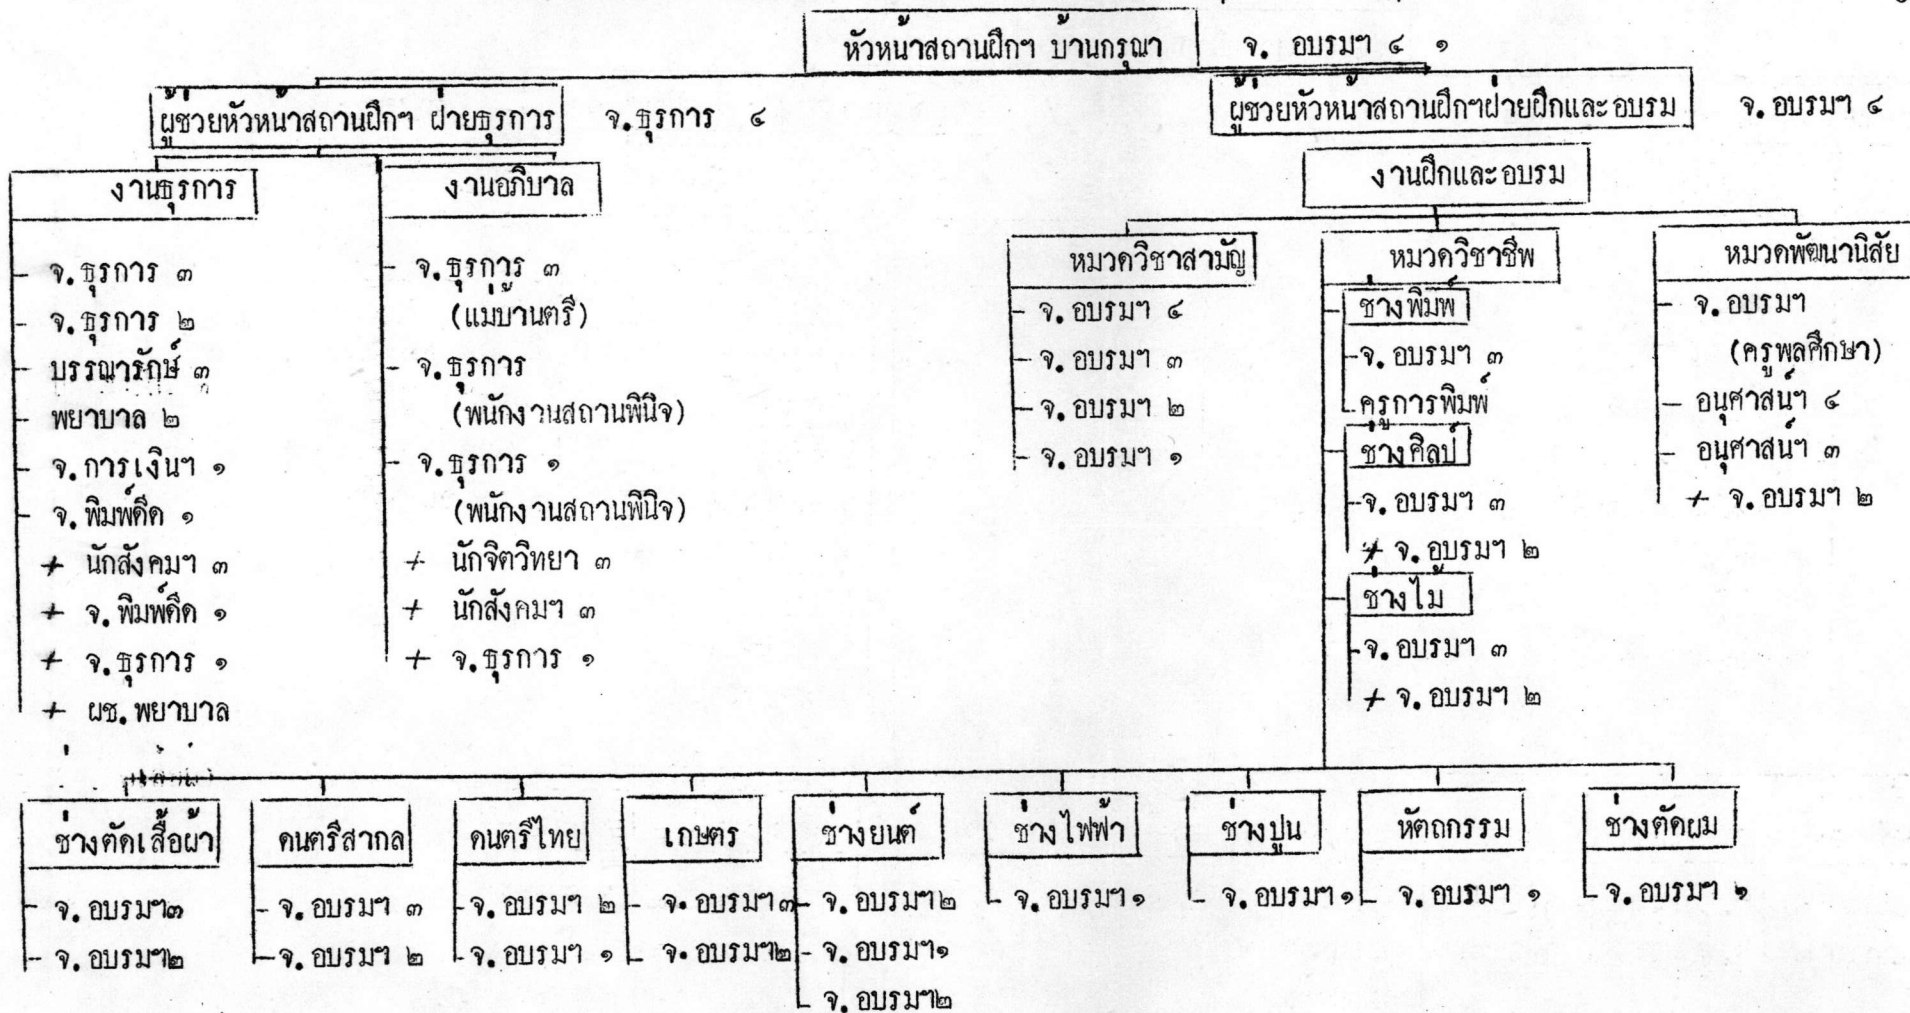 หัวหน้าสถานฝึกฯ บ้านกรุณา จ. อบรมฯ ๔ ๑
ผู้ช่วยหัวหน้าสถานฝึกฯ ฝ่ายธุรการ จ.ธุรการ ๔
ผู้ช่วยหัวหน้าสถานฝึกฯฝ่ายฝึกและอบรม จ.อบรมฯ ๔
งานธุรการ
จ.ธุรการ ๓
จ.ธุรการ ๒
บรรณารักษ์ ๓
พยาบาล ๒
จ.การเงินฯ ๑
จ.พิมพ์ดีด ๑
+ นักสังคมฯ ๓
+ จ.พิมพ์ดีด ๑
+ จ.ธุรการ ๑
+ ผช.พยาบาล
งานอภิบาล
จ.ธุรการ ๓
(แม่บ้านตรี)
จ.ธุรการ
(พนักงานสถานพินิจ)
จ.ธุรการ ๑
(พนักงานสถานพินิจ)
+ นักจิตวิทยา ๓
+ นักสังคมฯ ๓
+ จ.ธุรการ ๑
งานฝึกและอบรม
หมวดวิชาสามัญ
จ.อบรมฯ ๔
จ.อบรมฯ ๓
จ.อบรมฯ ๒
จ.อบรมฯ ๑
หมวดวิชาชีพ
ช่างพิมพ์
จ.อบรมฯ ๓
ครูการพิมพ์
ช่างศิลป์
จ.อบรมฯ ๓
+ จ.อบรมฯ ๒
ช่างไม้
จ.อบรมฯ ๓
+ จ.อบรมฯ ๒
หมวดพัฒนานิสัย
จ.อบรมฯ
(ครูพลศึกษา)
อนุศาสน์ฯ ๔
อนุศาสน์ฯ ๓
+ จ.อบรมฯ ๒
ช่างตัดเสื้อผ้า
จ.อบรมฯ๓
จ.อบรมฯ๒
ดนตรีสากล
จ.อบรมฯ ๓
จ.อบรมฯ ๒
ดนตรีไทย
จ.อบรมฯ ๒
จ.อบรมฯ ๑
เกษตร
จ.อบรมฯ๓
จ.อบรมฯ๒
ช่างยนต์
จ.อบรมฯ๒
จ.อบรมฯ๑
จ.อบรมฯ๒
ช่างไฟฟ้า
จ.อบรมฯ๑
ช่างปูน
จ.อบรมฯ๑
หัตถกรรม
จ.อบรมฯ ๑
ช่างตัดผม
จ.อบรมฯ